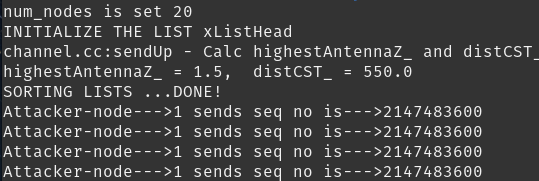 num_nodes is set 20
INITIALIZE THE LIST xListHead
channel.cc:sendUp - Calc highestAntennaZ_ and distCST_
highestAntennaZ_ = 1.5,  distCST_ = 550.0
SORTING LISTS ...DONE!
Attacker-node--->1 sends seq no is--->2147483600
Attacker-node--->1 sends seq no is--->2147483600
Attacker-node--->1 sends seq no is--->2147483600
Attacker-node--->1 sends seq no is--->2147483600